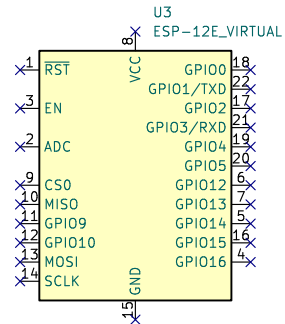 U3
ESP-12E_VIRTUAL
8
VCC
1 RST GPIO0 18
GPIO1/TXD 22
3 EN GPIO2 17
GPIO3/RXD 21
2 ADC GPIO4 19
GPIO5 20
9 CS0 GPIO12 6
10 MISO GPIO13 7
11 GPIO9 GPIO14 5
12 GPIO10 GPIO15 16
13 MOSI GPIO16 4
14 SCLK
GND
15